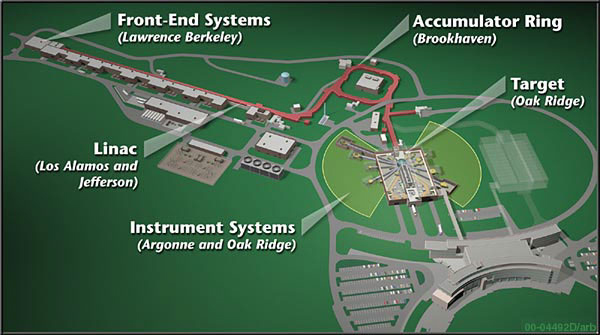 Front-End Systems
(Lawrence Berkeley)
Accumulator Ring
(Brookhaven)
Target
(Oak Ridge)
Linac
(Los Alamos and
Jefferson)
Instrument Systems
(Argonne and Oak Ridge)
00-04492D/arb